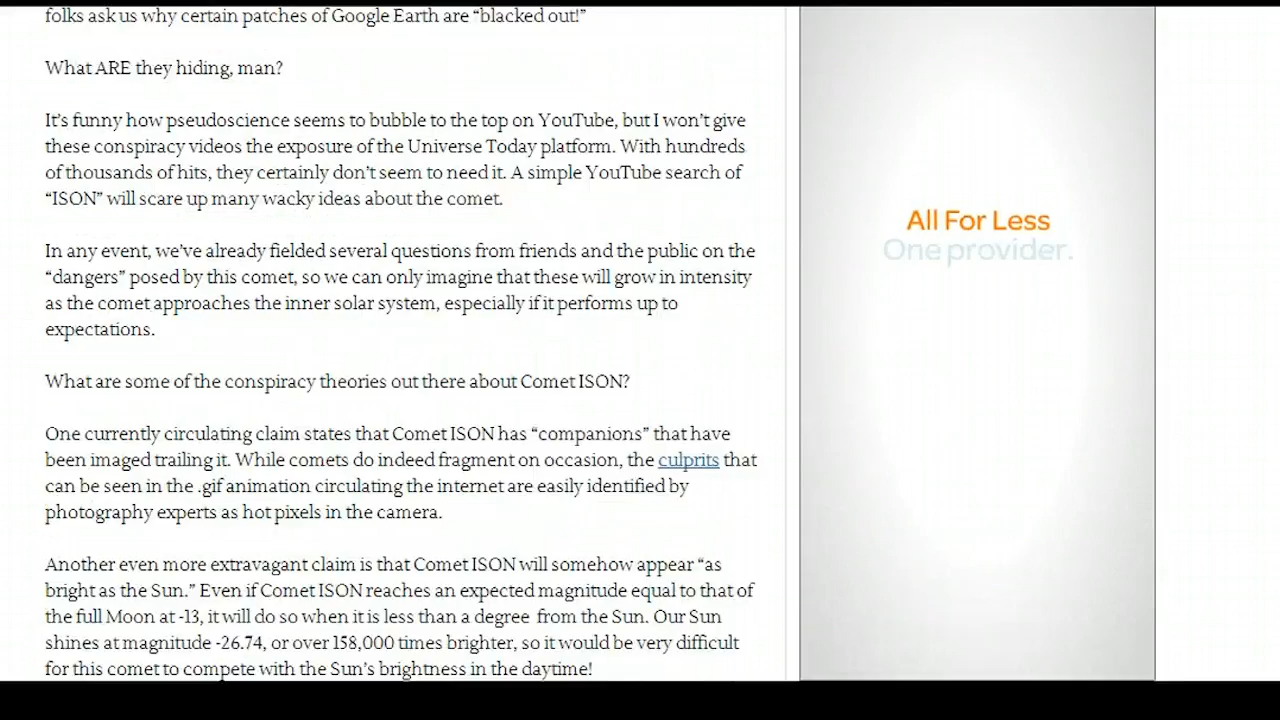 folks ask us why certain patches of Google Earth are “blacked out!”
What ARE they hiding, man?
It’s funny how pseudoscience seems to bubble to the top on YouTube, but I won’t give
these conspiracy videos the exposure of the Universe Today platform. With hundreds
of thousands of hits, they certainly don’t seem to need it. A simple YouTube search of
“ISON” will scare up many wacky ideas about the comet.
In any event, we’ve already fielded several questions from friends and the public on the
“dangers” posed by this comet, so we can only imagine that these will grow in intensity
as the comet approaches the inner solar system, especially if it performs up to
expectations.
What are some of the conspiracy theories out there about Comet ISON?
One currently circulating claim states that Comet ISON has “companions” that have
been imaged trailing it. While comets do indeed fragment on occasion, the culprits that
can be seen in the .gif animation circulating the internet are easily identified by
photography experts as hot pixels in the camera.
Another even more extravagant claim is that Comet ISON will somehow appear “as
bright as the Sun.” Even if Comet ISON reaches an expected magnitude equal to that of
the full Moon at -13, it will do so when it is less than a degree from the Sun. Our Sun
shines at magnitude -26.74, or over 158,000 times brighter, so it would be very difficult
for this comet to compete with the Sun’s brightness in the daytime!
All For Less
One provider.